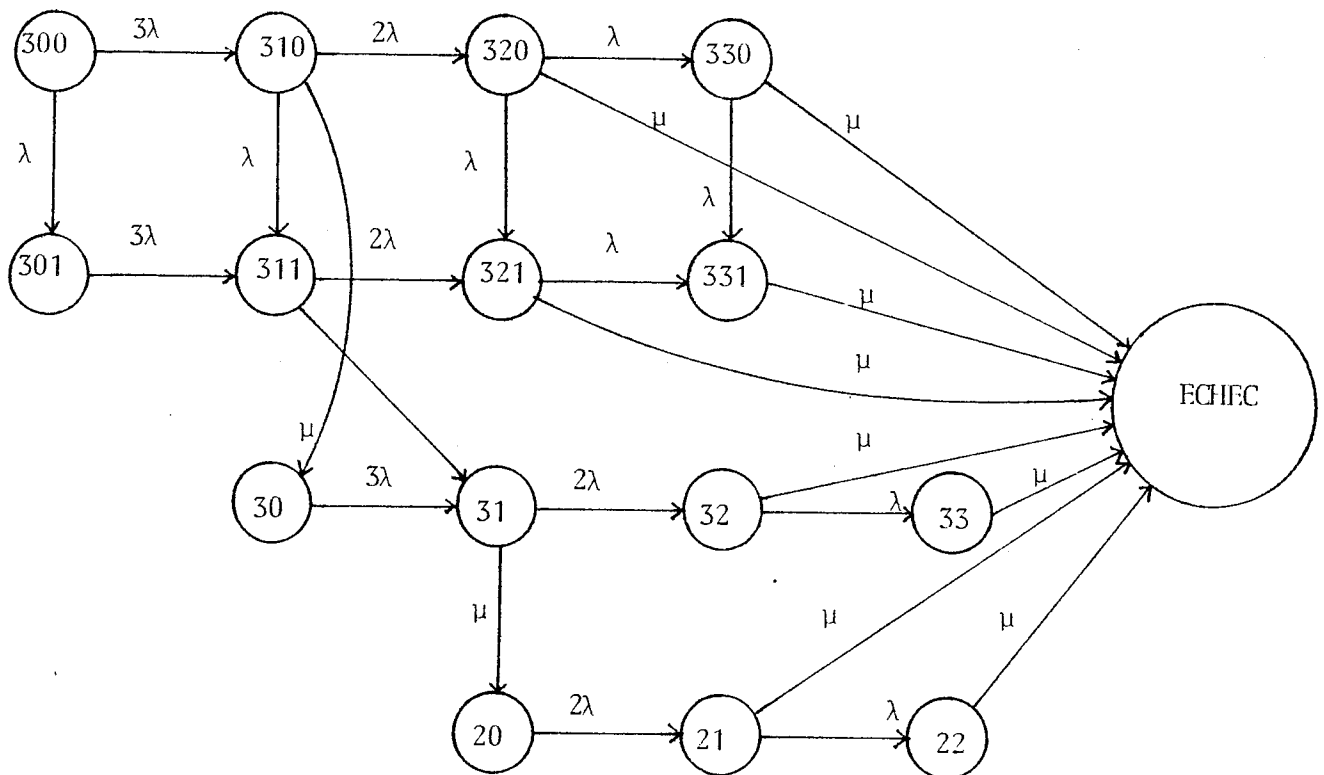 300 3λ 310 2λ 320 λ 330
λ λ λ μ λ μ
301 3λ 311 2λ 321 λ 331 μ
μ
ECHEC
μ
μ
30 3λ 31 2λ 32 λ 33 μ
μ μ μ
20 2λ 21 λ 22